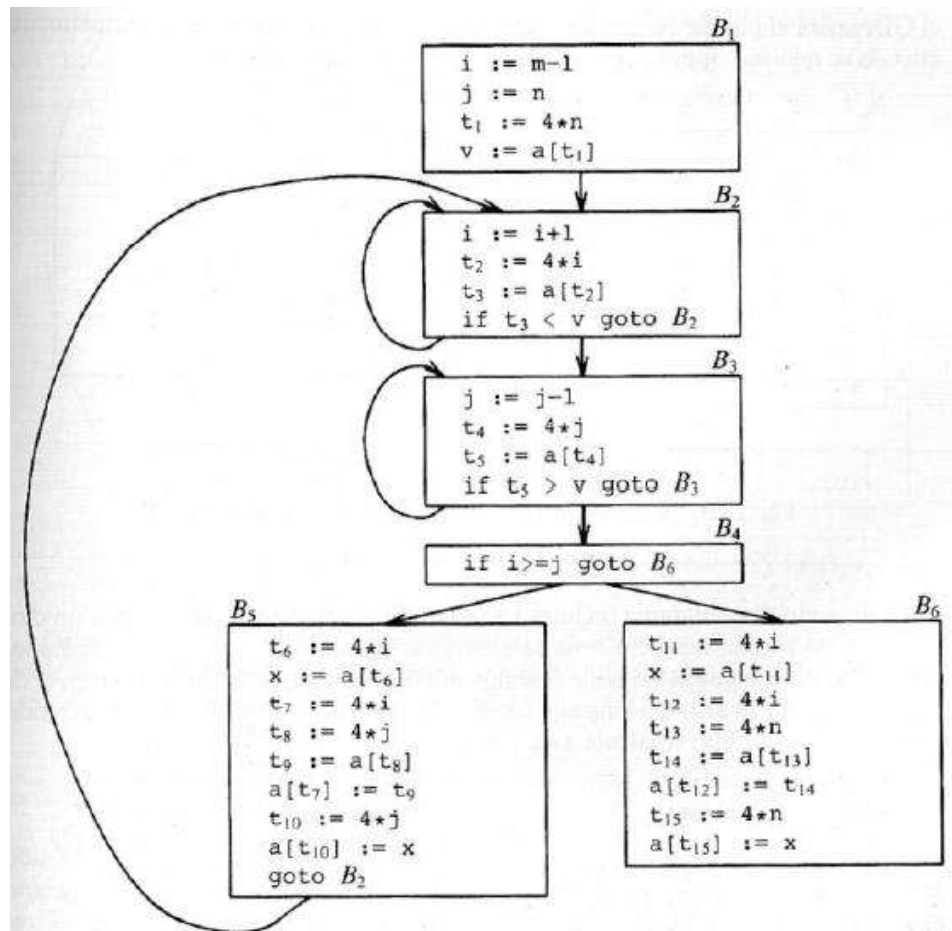 B₁
i := m-1
j := n
t₁ := 4*n
v := a[t₁]
B₂
i := i+1
t₂ := 4*i
t₃ := a[t₂]
if t₃ < v goto B₂
B₃
j := j-1
t₄ := 4*j
t₅ := a[t₄]
if t₅ > v goto B₃
B₄
if i>=j goto B₆
B₅
t₆ := 4*i
x := a[t₆]
t₇ := 4*i
t₈ := 4*j
t₉ := a[t₈]
a[t₇] := t₉
t₁₀ := 4*j
a[t₁₀] := x
goto B₂
B₆
t₁₁ := 4*i
x := a[t₁₁]
t₁₂ := 4*i
t₁₃ := 4*n
t₁₄ := a[t₁₃]
a[t₁₂] := t₁₄
t₁₅ := 4*n
a[t₁₅] := x